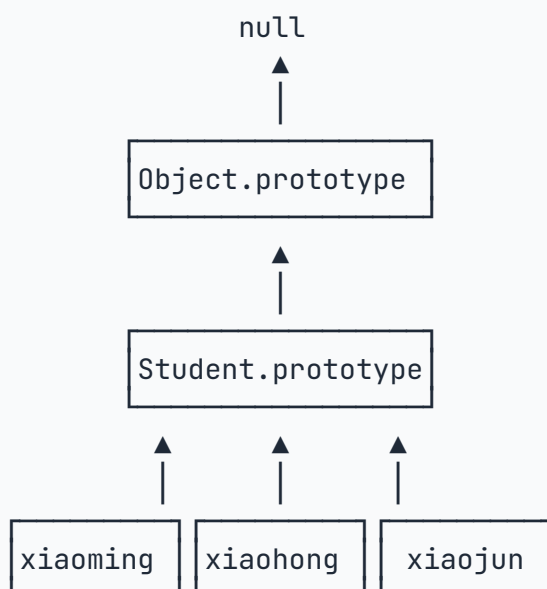 null
Object.prototype
Student.prototype
xiaoming xiaohong xiaojun